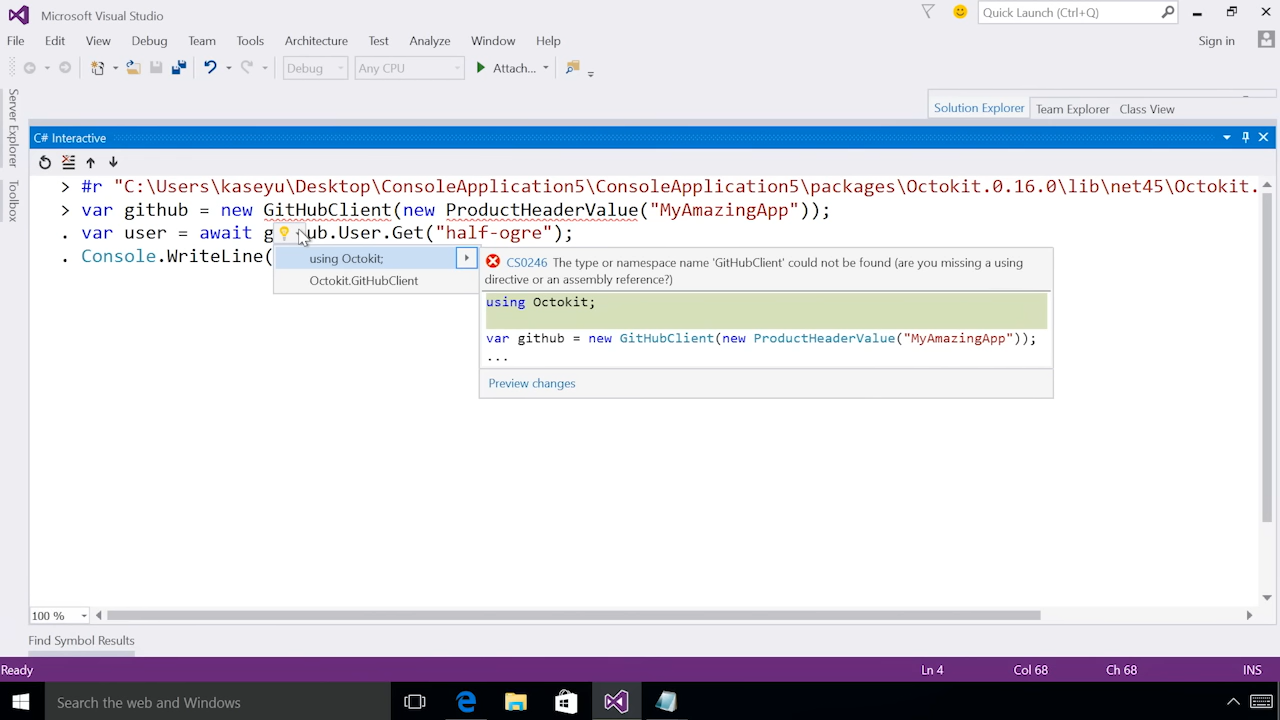 Microsoft Visual Studio
Quick Launch (Ctrl+Q)
File Edit View Debug Team Tools Architecture Test Analyze Window Help
Sign in
Debug Any CPU Attach...
Server Explorer
Toolbox
Solution Explorer Team Explorer Class View
C# Interactive
> #r "C:\Users\kaseyu\Desktop\ConsoleApplication5\ConsoleApplication5\packages\Octokit.0.16.0\lib\net45\Octokit.
> var github = new GitHubClient(new ProductHeaderValue("MyAmazingApp"));
. var user = await g ub.User.Get("half-ogre");
. Console.WriteLine(
using Octokit;
Octokit.GitHubClient
CS0246 The type or namespace name 'GitHubClient' could not be found (are you missing a using
directive or an assembly reference?)
using Octokit;
var github = new GitHubClient(new ProductHeaderValue("MyAmazingApp"));
...
Preview changes
100 %
Find Symbol Results
Ready Ln 4 Col 68 Ch 68 INS
Search the web and Windows